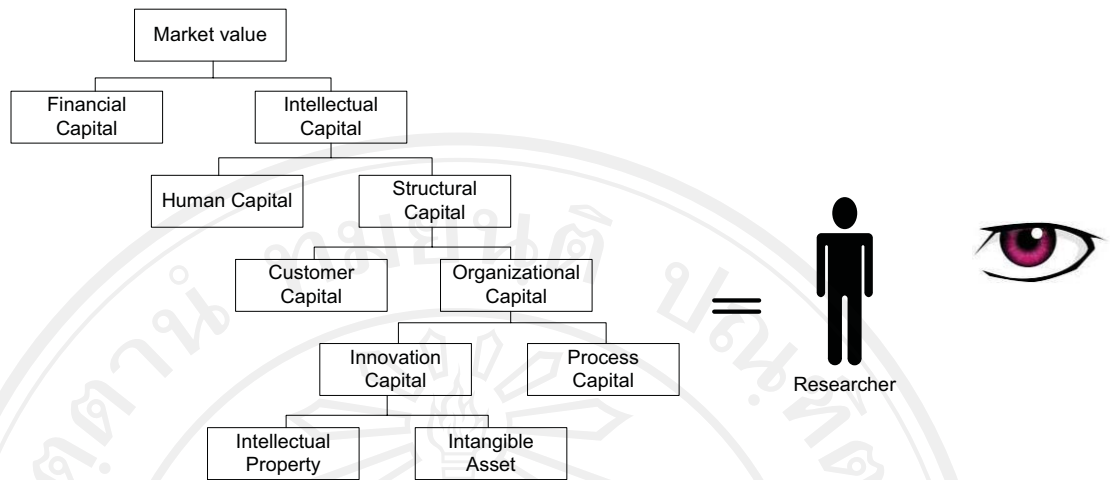 Market value
Financial
Capital
Intellectual
Capital
Human Capital
Structural
Capital
Customer
Capital
Organizational
Capital
=
Innovation
Capital
Process
Capital
Researcher
Intellectual
Property
Intangible
Asset